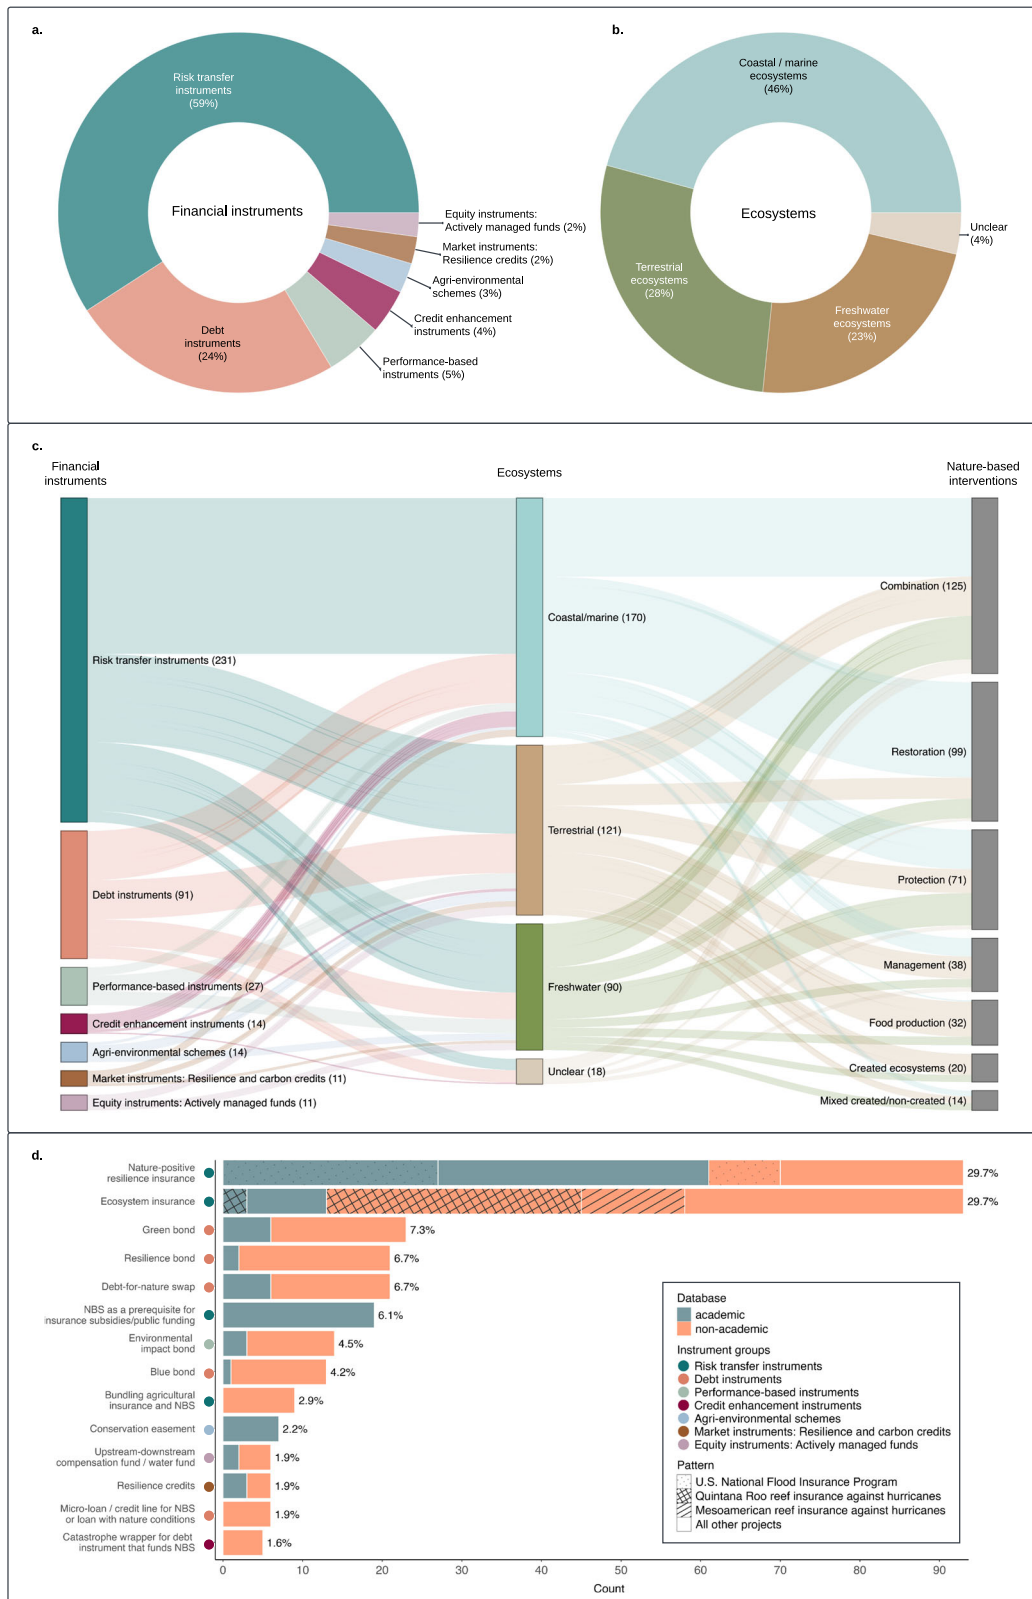 a.
Risk transfer
instruments
(59%)
Financial instruments
Debt
instruments
(24%)
Equity instruments:
Actively managed funds (2%)
Market instruments:
Resilience credits (2%)
Agri-environmental
schemes (3%)
Credit enhancement
instruments (4%)
Performance-based
instruments (5%)
b.
Coastal / marine
ecosystems
(46%)
Ecosystems
Terrestrial
ecosystems
(28%)
Freshwater
ecosystems
(23%)
Unclear
(4%)
c.
Financial
instruments
Ecosystems
Nature-based
interventions
Risk transfer instruments (231)
Debt instruments (91)
Performance-based instruments (27)
Credit enhancement instruments (14)
Agri-environmental schemes (14)
Market instruments: Resilience and carbon credits (11)
Equity instruments: Actively managed funds (11)
Coastal/marine (170)
Terrestrial (121)
Freshwater (90)
Unclear (18)
Combination (125)
Restoration (99)
Protection (71)
Management (38)
Food production (32)
Created ecosystems (20)
Mixed created/non-created (14)
d.
Nature-positive
resilience insurance
29.7%
Ecosystem insurance
29.7%
Green bond
7.3%
Resilience bond
6.7%
Debt-for-nature swap
6.7%
NBS as a prerequisite for
insurance subsidies/public funding
6.1%
Environmental
impact bond
4.5%
Blue bond
4.2%
Bundling agricultural
insurance and NBS
2.9%
Conservation easement
2.2%
Upstream-downstream
compensation fund / water fund
1.9%
Resilience credits
1.9%
Micro-loan / credit line for NBS
or loan with nature conditions
1.9%
Catastrophe wrapper for debt
instrument that funds NBS
1.6%
0 10 20 30 40 50 60 70 80 90
Count
Database
academic
non-academic
Instrument groups
Risk transfer instruments
Debt instruments
Performance-based instruments
Credit enhancement instruments
Agri-environmental schemes
Market instruments: Resilience and carbon credits
Equity instruments: Actively managed funds
Pattern
U.S. National Flood Insurance Program
Quintana Roo reef insurance against hurricanes
Mesoamerican reef insurance against hurricanes
All other projects